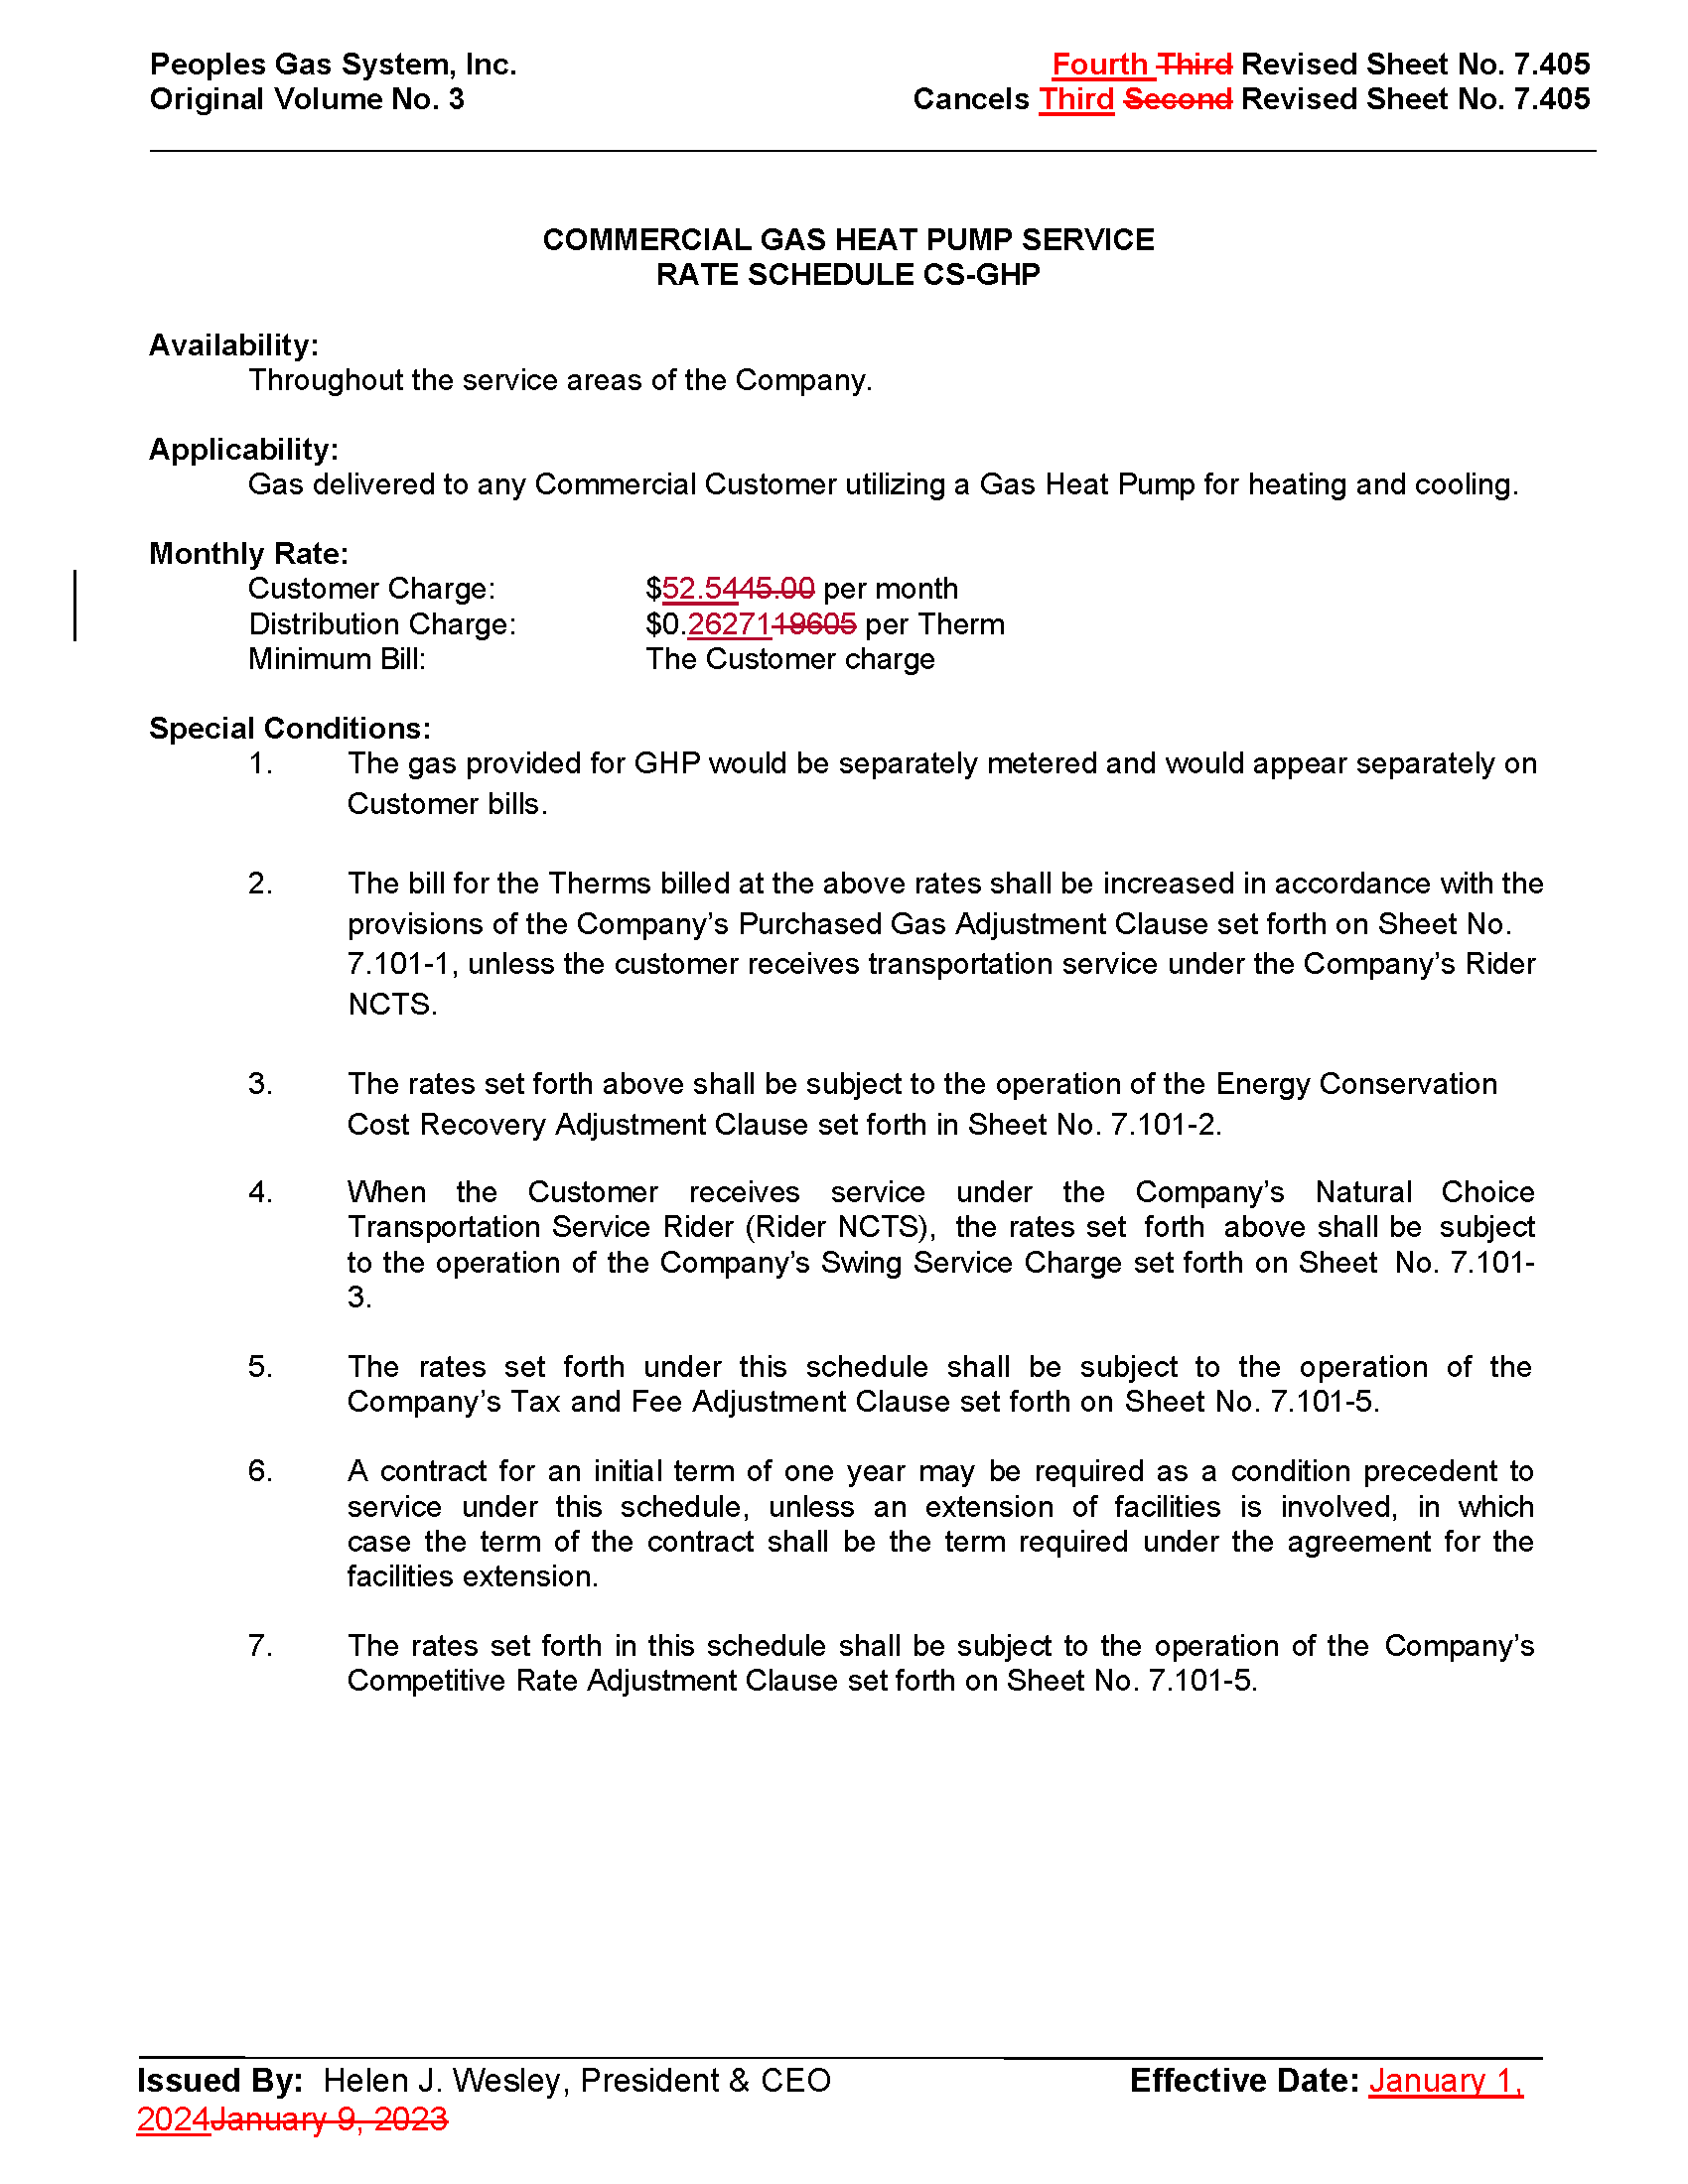 Peoples Gas System, Inc.
Original Volume No. 3
Fourth Third Revised Sheet No. 7.405
Cancels Third Second Revised Sheet No. 7.405
COMMERCIAL GAS HEAT PUMP SERVICE
RATE SCHEDULE CS-GHP
Availability:
Throughout the service areas of the Company.
Applicability:
Gas delivered to any Commercial Customer utilizing a Gas Heat Pump for heating and cooling.
Monthly Rate:
Customer Charge: $52.5445.00 per month
Distribution Charge: $0.2627119605 per Therm
Minimum Bill: The Customer charge
Special Conditions:
1. The gas provided for GHP would be separately metered and would appear separately on
Customer bills.
2. The bill for the Therms billed at the above rates shall be increased in accordance with the
provisions of the Company's Purchased Gas Adjustment Clause set forth on Sheet No.
7.101-1, unless the customer receives transportation service under the Company's Rider
NCTS.
3. The rates set forth above shall be subject to the operation of the Energy Conservation
Cost Recovery Adjustment Clause set forth in Sheet No. 7.101-2.
4. When the Customer receives service under the Company's Natural Choice
Transportation Service Rider (Rider NCTS), the rates set forth above shall be subject
to the operation of the Company's Swing Service Charge set forth on Sheet No. 7.101-
3.
5. The rates set forth under this schedule shall be subject to the operation of the
Company's Tax and Fee Adjustment Clause set forth on Sheet No. 7.101-5.
6. A contract for an initial term of one year may be required as a condition precedent to
service under this schedule, unless an extension of facilities is involved, in which
case the term of the contract shall be the term required under the agreement for the
facilities extension.
7. The rates set forth in this schedule shall be subject to the operation of the Company's
Competitive Rate Adjustment Clause set forth on Sheet No. 7.101-5.
Issued By: Helen J. Wesley, President & CEO Effective Date: January 1,
2024January 9, 2023